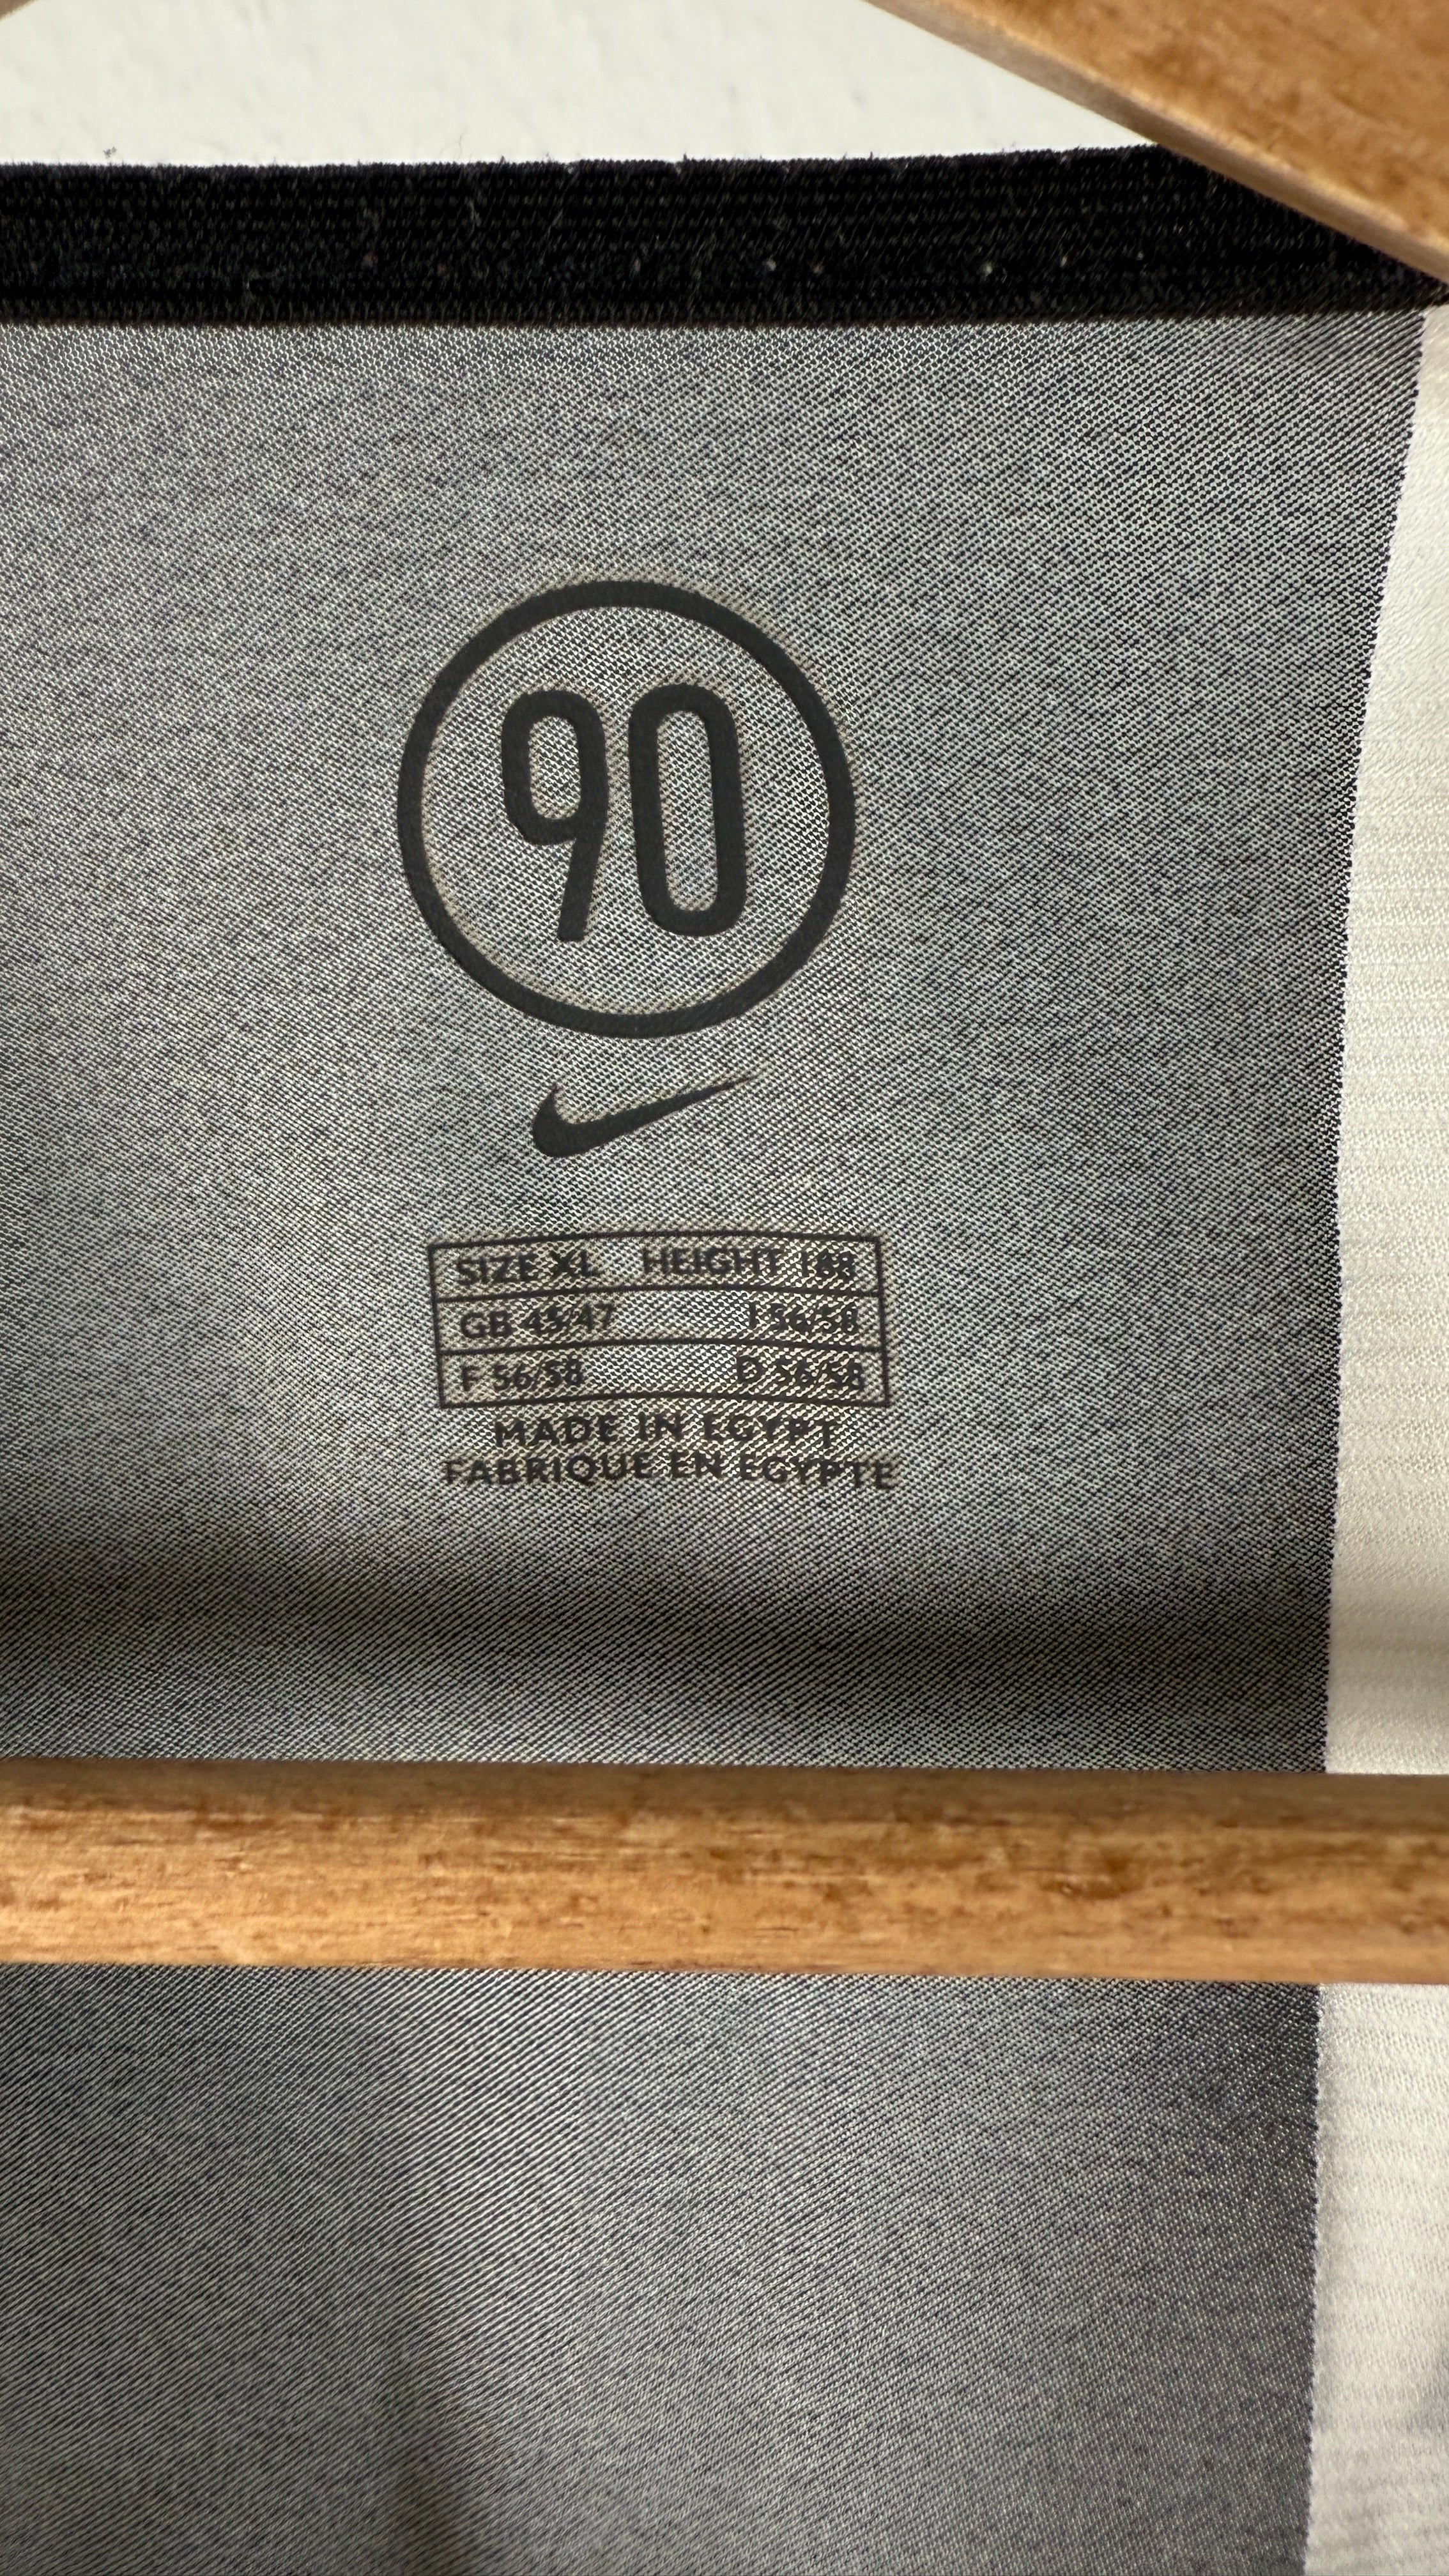 90
SIZE XL HEIGHT 188
GB 45/47 I 56/58
F 56/58 D 56/58
MADE IN EGYPT
FABRIQUE EN EGYPTE